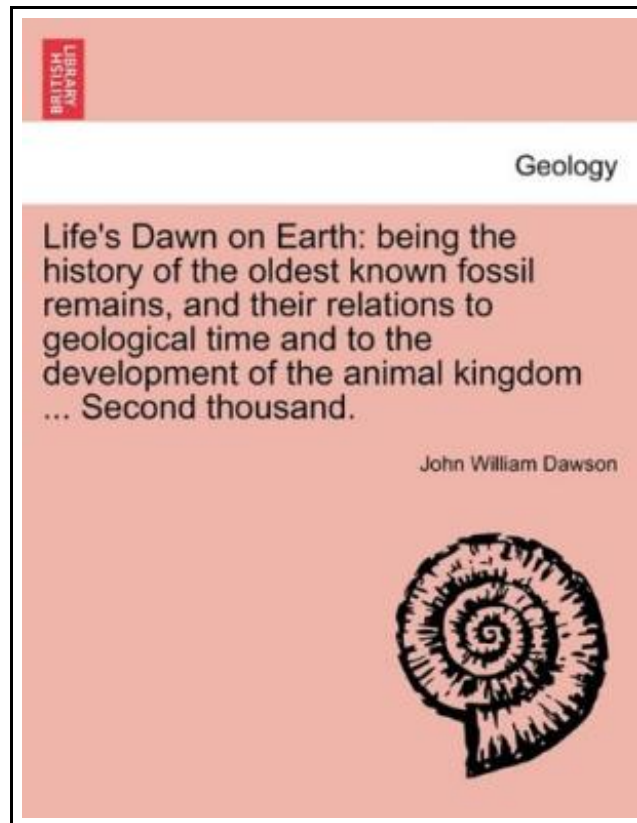 BRITISH
LIBRARY
Geology
Life's Dawn on Earth: being the
history of the oldest known fossil
remains, and their relations to
geological time and to the
development of the animal kingdom
... Second thousand.
John William Dawson